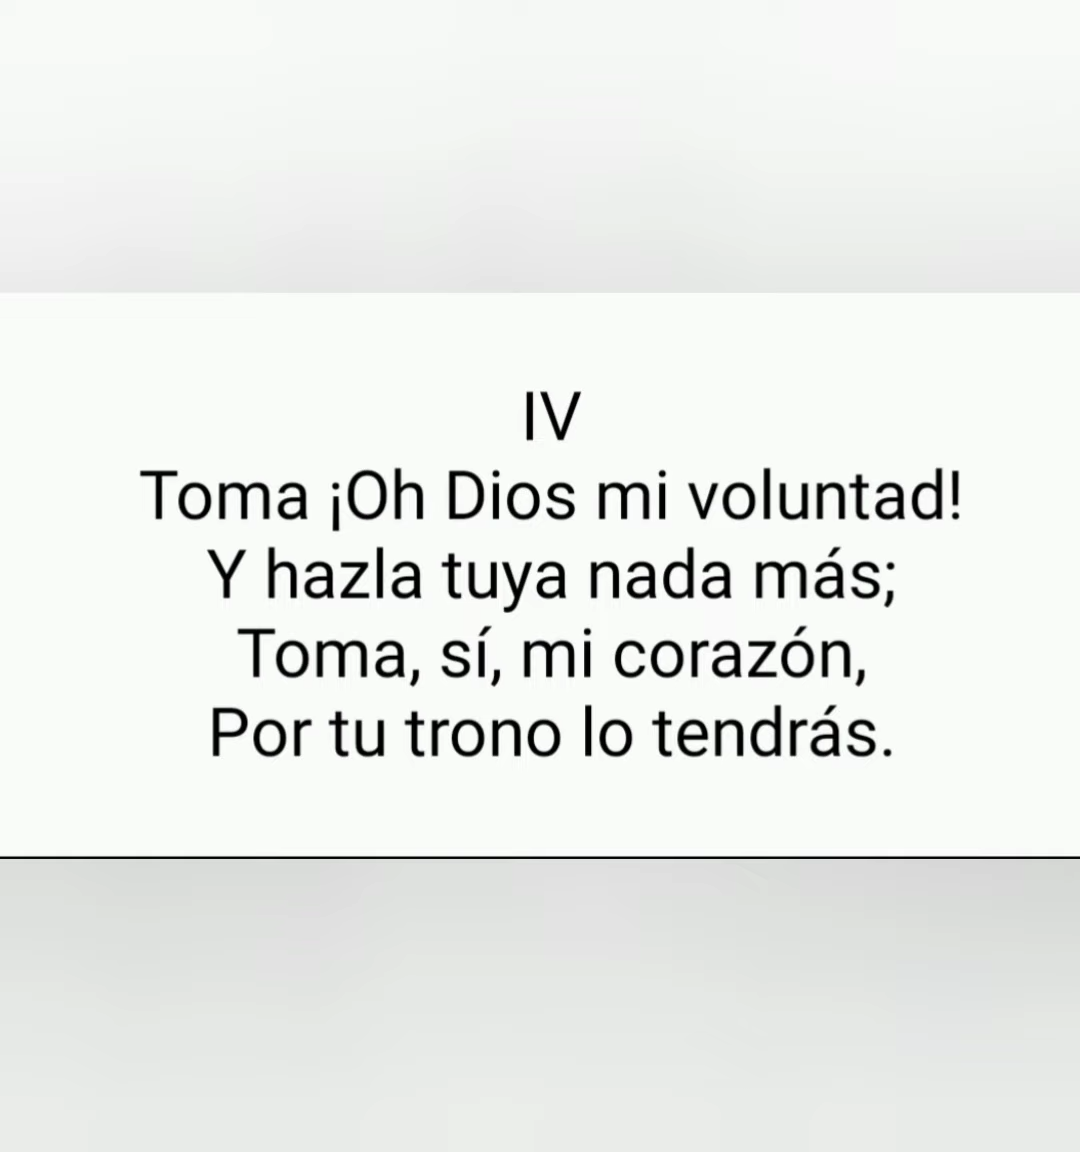 IV
Toma ¡Oh Dios mi voluntad!
Y hazla tuya nada más;
Toma, sí, mi corazón,
Por tu trono lo tendrás.